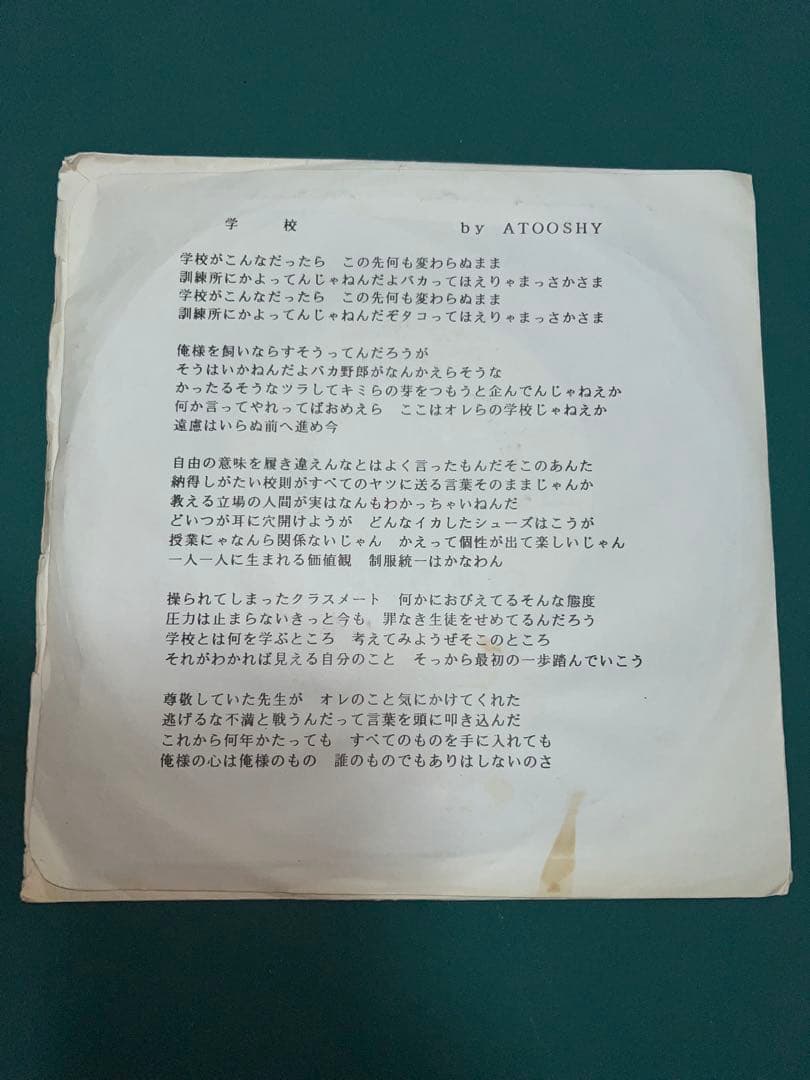 学　校　by ATOOSHY
学校がこんなだったら　この先何も変わらぬまま
訓練所にかよってんじゃねんだよバカってほえりゃまっさかさま
学校がこんなだったら　この先何も変わらぬまま
訓練所にかよってんじゃねんだぞタコってほえりゃまっさかさま
俺様を飼いならすそうってんだろうが
そうはいかねんだよバカ野郎がなんかえらそうな
かったるそうなツラしてキミらの芽をつもうと企んでんじゃねえか
何か言ってやれってばおめえら　ここはオレらの学校じゃねえか
遠慮はいらぬ前へ進め今
自由の意味を履き違えんなとはよく言ったもんだそこのあんた
納得しがたい校則がすべてのヤツに送る言葉そのままじゃんか
教える立場の人間が実はなんもわかっちゃいねんだ
どいつが耳に穴開けようが　どんなイカしたシューズはこうが
授業にゃなんら関係ないじゃん　かえって個性が出て楽しいじゃん
一人一人に生まれる価値観　制服統一はかなわん
操られてしまったクラスメート　何かにおびえてるそんな態度
圧力は止まらないきっと今も　罪なき生徒をせめてるんだろう
学校とは何を学ぶところ　考えてみようぜそこのところ
それがわかれば見える自分のこと　そっから最初の一歩踏んでいこう
尊敬していた先生が　オレのこと気にかけてくれた
逃げるな不満と戦うんだって言葉を頭に叩き込んだ
これから何年かたっても　すべてのものを手に入れても
俺様の心は俺様のもの　誰のものでもありはしないのさ